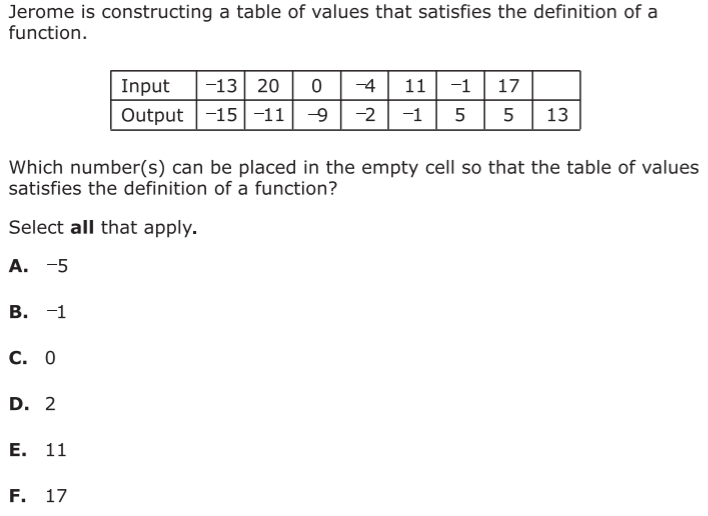 Jerome is constructing a table of values that satisfies the definition of a
function.
Input −13 20 0 −4 11 −1 17
Output −15 −11 −9 −2 −1 5 5 13
Which number(s) can be placed in the empty cell so that the table of values
satisfies the definition of a function?
Select all that apply.
A. −5
B. −1
C. 0
D. 2
E. 11
F. 17